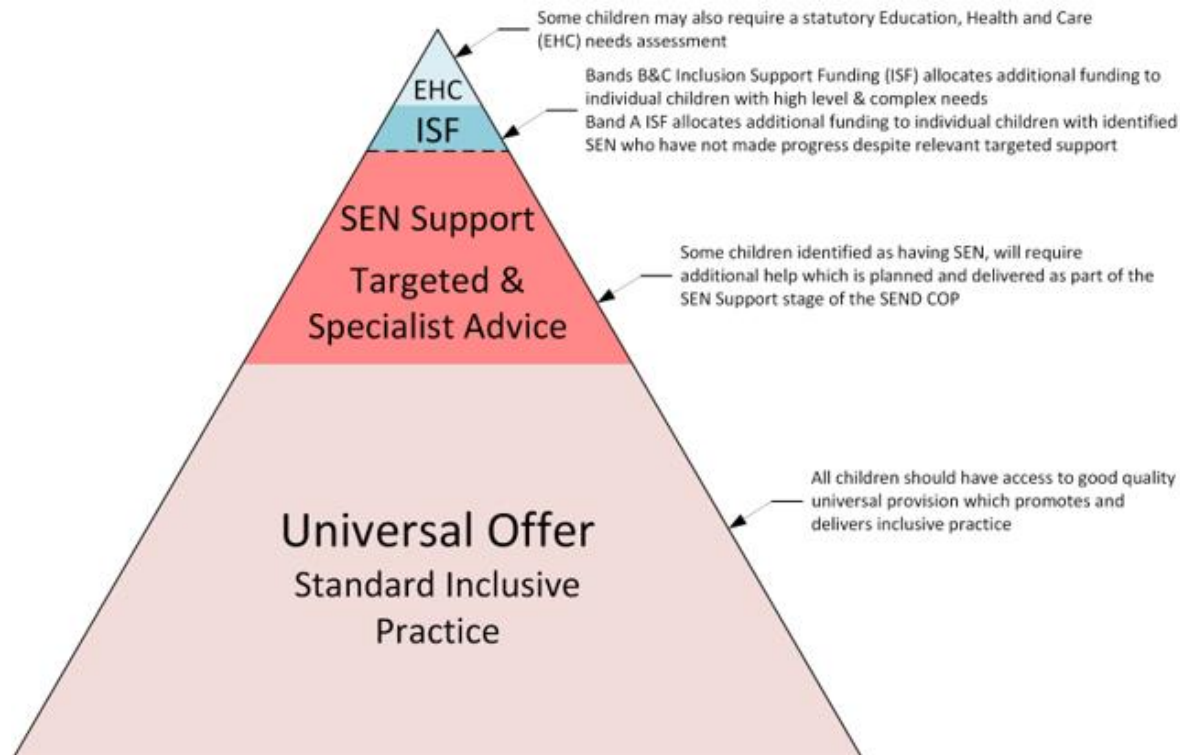 Some children may also require a statutory Education, Health and Care
(EHC) needs assessment
EHC
Bands B&C Inclusion Support Funding (ISF) allocates additional funding to
individual children with high level & complex needs
Band A ISF allocates additional funding to individual children with identified
SEN who have not made progress despite relevant targeted support
ISF
SEN Support
Targeted &
Specialist Advice
Some children identified as having SEN, will require
additional help which is planned and delivered as part of the
SEN Support stage of the SEND COP
Universal Offer
Standard Inclusive
Practice
All children should have access to good quality
universal provision which promotes and
delivers inclusive practice